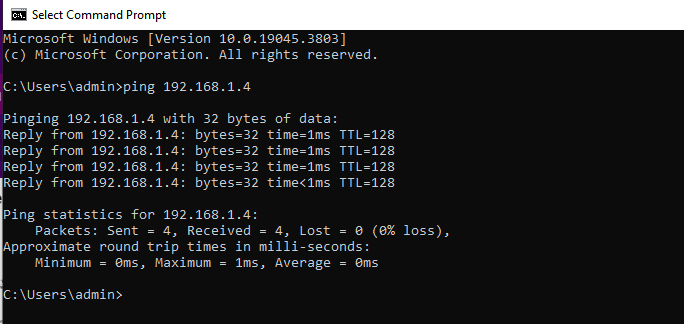 Select Command Prompt
Microsoft Windows [Version 10.0.19045.3803]
(c) Microsoft Corporation. All rights reserved.
C:\Users\admin>ping 192.168.1.4
Pinging 192.168.1.4 with 32 bytes of data:
Reply from 192.168.1.4: bytes=32 time=1ms TTL=128
Reply from 192.168.1.4: bytes=32 time=1ms TTL=128
Reply from 192.168.1.4: bytes=32 time=1ms TTL=128
Reply from 192.168.1.4: bytes=32 time<1ms TTL=128
Ping statistics for 192.168.1.4:
    Packets: Sent = 4, Received = 4, Lost = 0 (0% loss),
Approximate round trip times in milli-seconds:
    Minimum = 0ms, Maximum = 1ms, Average = 0ms
C:\Users\admin>